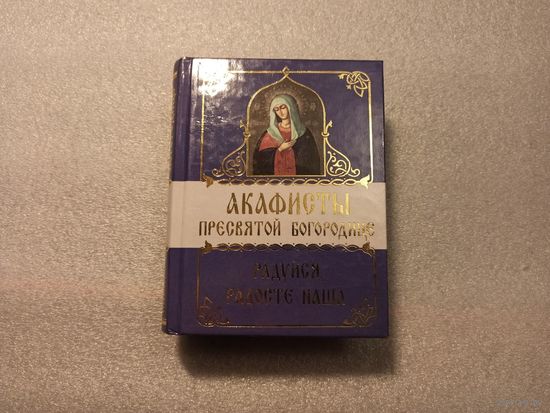 АКАФИСТЫ
ПРЕСВЯТОЙ БОГОРОДИЦЕ
РАДУЙСЯ,
РАДОСТЕ НАША